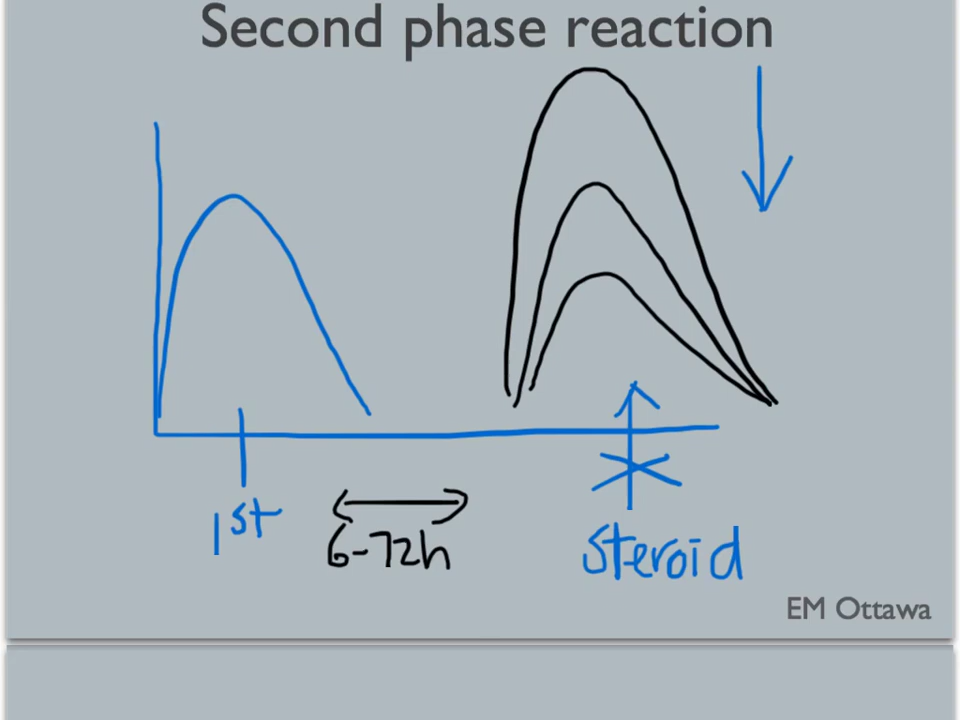 Second phase reaction
1st
6-72h
steroid
EM Ottawa